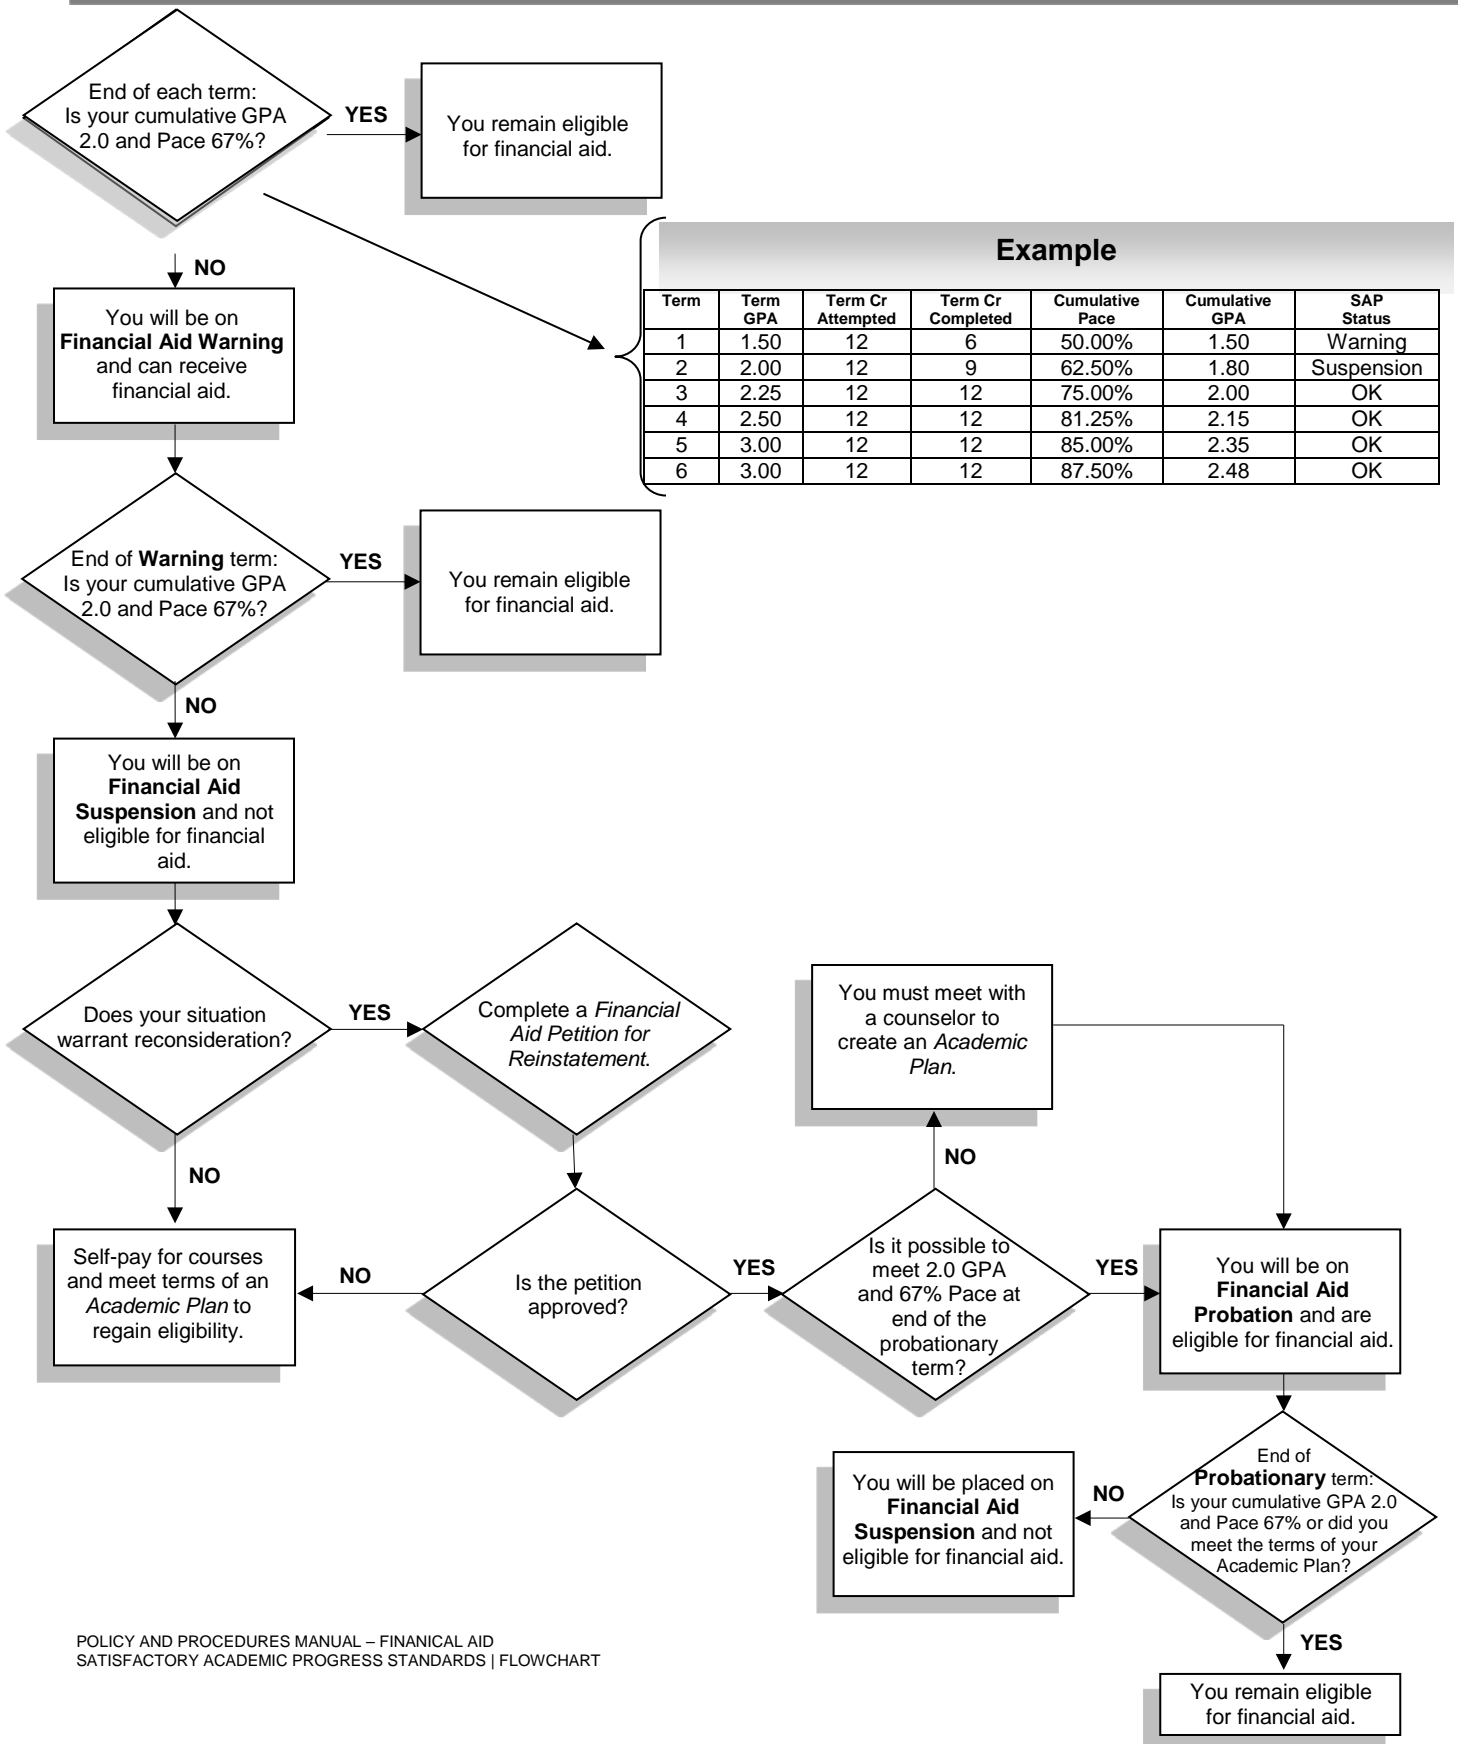 End of each term:
Is your cumulative GPA
2.0 and Pace 67%?
YES
You remain eligible
for financial aid.
NO
You will be on
Financial Aid Warning
and can receive
financial aid.
Example
Term Term GPA Term Cr Attempted Term Cr Completed Cumulative Pace Cumulative GPA SAP Status
1 1.50 12 6 50.00% 1.50 Warning
2 2.00 12 9 62.50% 1.80 Suspension
3 2.25 12 12 75.00% 2.00 OK
4 2.50 12 12 81.25% 2.15 OK
5 3.00 12 12 85.00% 2.35 OK
6 3.00 12 12 87.50% 2.48 OK
End of Warning term:
Is your cumulative GPA
2.0 and Pace 67%?
YES
You remain eligible
for financial aid.
NO
You will be on
Financial Aid
Suspension and not
eligible for financial
aid.
Does your situation
warrant reconsideration?
YES
Complete a Financial
Aid Petition for
Reinstatement.
NO
Self-pay for courses
and meet terms of an
Academic Plan to
regain eligibility.
NO
Is the petition
approved?
YES
Is it possible to
meet 2.0 GPA
and 67% Pace at
end of the
probationary
term?
NO
You must meet with
a counselor to
create an Academic
Plan.
YES
You will be on
Financial Aid
Probation and are
eligible for financial aid.
End of
Probationary term:
Is your cumulative GPA 2.0
and Pace 67% or did you
meet the terms of your
Academic Plan?
NO
You will be placed on
Financial Aid
Suspension and not
eligible for financial aid.
YES
You remain eligible
for financial aid.
POLICY AND PROCEDURES MANUAL – FINANICAL AID
SATISFACTORY ACADEMIC PROGRESS STANDARDS | FLOWCHART